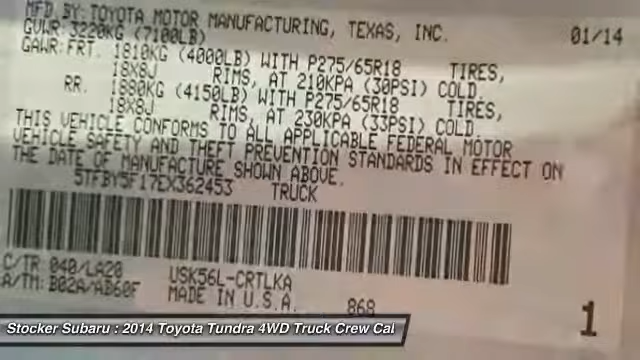 MFD BY: TOYOTA MOTOR MANUFACTURING, TEXAS, INC. 01/14
GVWR: 3220KG (7100LB)
GAWR: FRT. 1810KG (4000LB) WITH P275/65R18 TIRES,
18X8J RIMS, AT 210KPA (30PSI) COLD.
RR. 1880KG (4150LB) WITH P275/65R18 TIRES,
18X8J RIMS, AT 230KPA (33PSI) COLD.
THIS VEHICLE CONFORMS TO ALL APPLICABLE FEDERAL MOTOR
VEHICLE SAFETY AND THEFT PREVENTION STANDARDS IN EFFECT ON
THE DATE OF MANUFACTURE SHOWN ABOVE.
5TFBY5F17EX362453 TRUCK
C/TR: 040/LA20 USK56L-CRTLKA
A/TM: B02A/AB60F MADE IN U.S.A. 868
1
Stocker Subaru : 2014 Toyota Tundra 4WD Truck Crew Cal